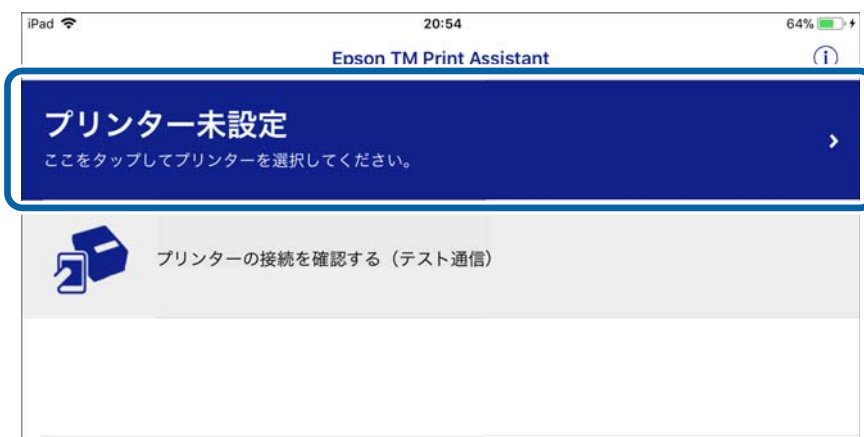 iPad
20:54
64%
Epson TM Print Assistant
プリンター未設定
ここをタップしてプリンターを選択してください。
プリンターの接続を確認する（テスト通信）